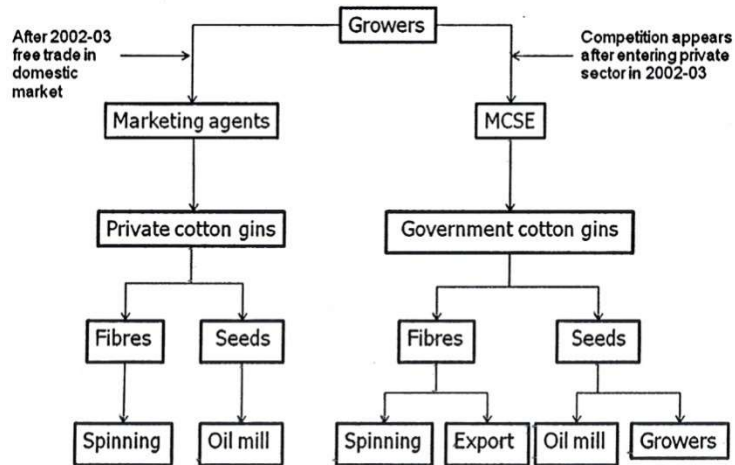 Growers
After 2002-03
free trade in
domestic
market
Competition appears
after entering private
sector in 2002-03
Marketing agents
MCSE
Private cotton gins
Government cotton gins
Fibres
Seeds
Fibres
Seeds
Spinning
Oil mill
Spinning
Export
Oil mill
Growers